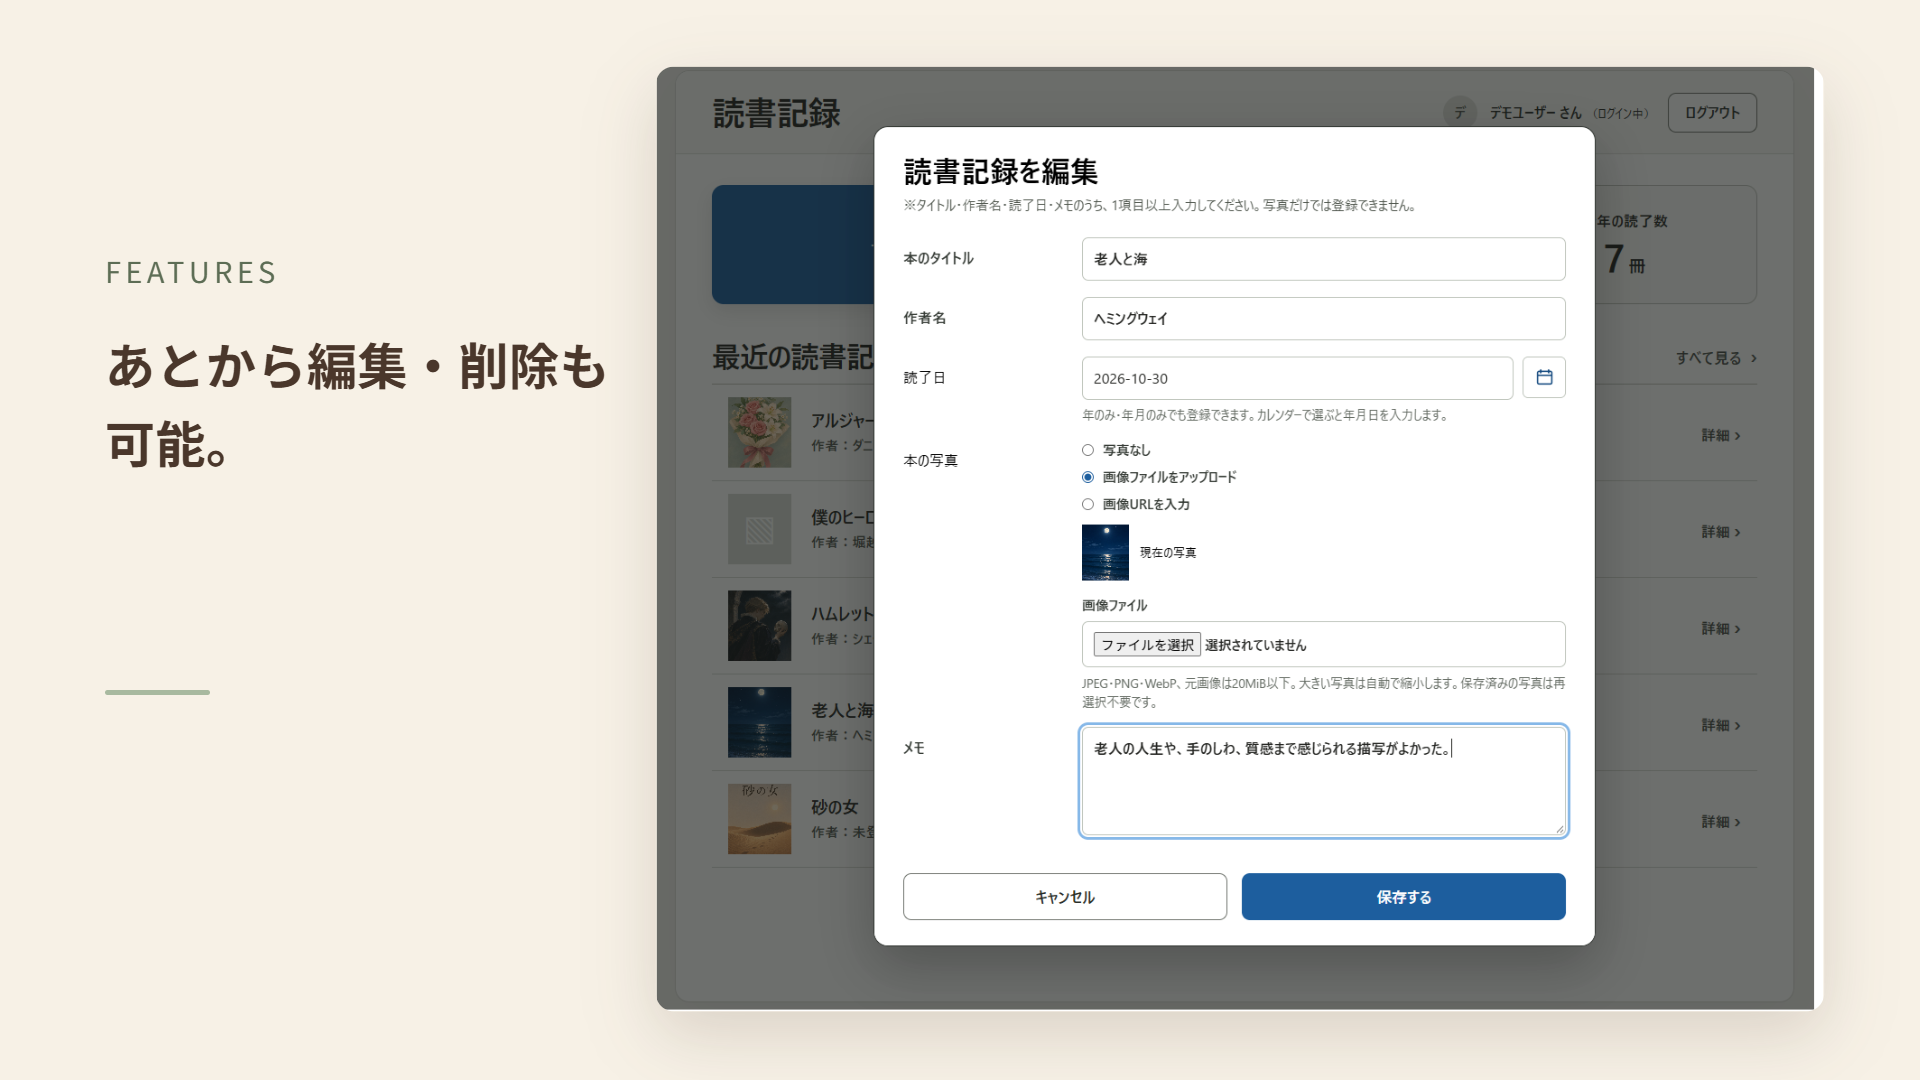 FEATURES
あとから編集・削除も
可能。
読書記録
デ
デモユーザー さん
(ログイン中)
ログアウト
年の読了数
7冊
最近の読書記
すべて見る
アルジャー
作者：ダニ
詳細
僕のヒーロ
作者：堀越
詳細
ハムレット
作者：シェ
詳細
老人と海
作者：ヘミ
詳細
砂の女
砂の女
作者：未登
詳細
読書記録を編集
※タイトル・作者名・読了日・メモのうち、1項目以上入力してください。写真だけでは登録できません。
本のタイトル
老人と海
作者名
ヘミングウェイ
読了日
2026-10-30
年のみ・年月のみでも登録できます。カレンダーで選ぶと年月日を入力します。
本の写真
写真なし
画像ファイルをアップロード
画像URLを入力
現在の写真
画像ファイル
ファイルを選択 選択されていません
JPEG・PNG・WebP、元画像は20MiB以下。大きい写真は自動で縮小します。保存済みの写真は再
選択不要です。
メモ
老人の人生や、手のしわ、質感まで感じられる描写がよかった。
キャンセル
保存する